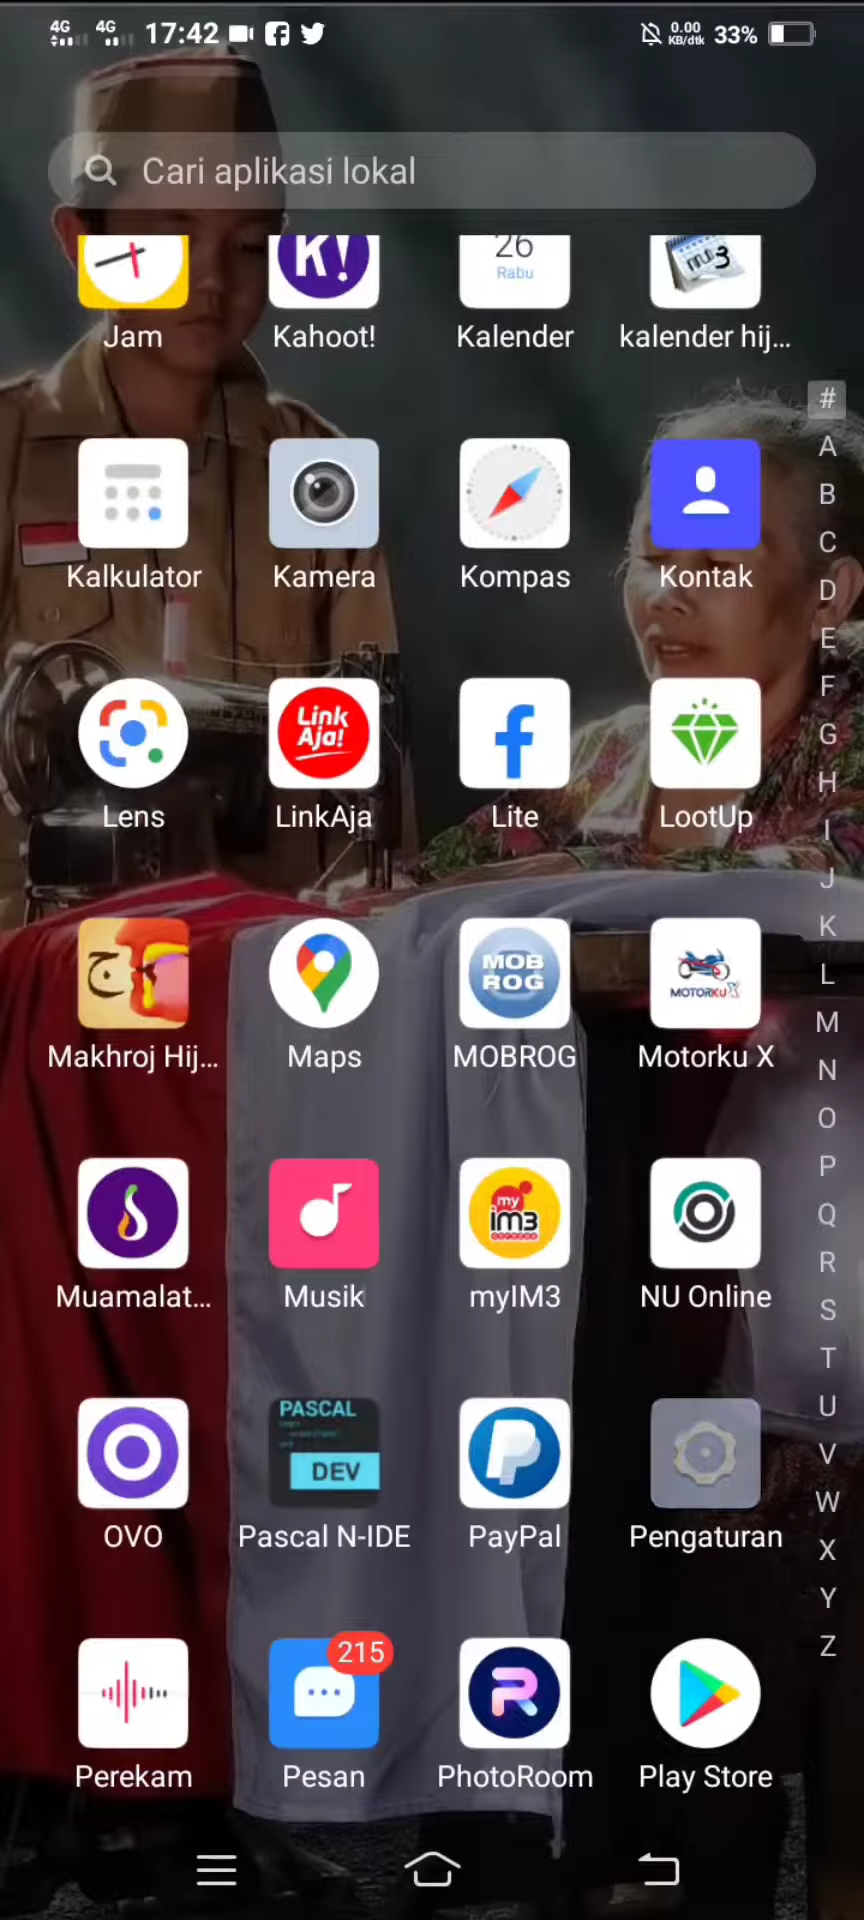 4G 4G 17:42 0.00 KB/dtk 33%
Cari aplikasi lokal
K! 26 Rabu
Jam Kahoot! Kalender kalender hij...
#
A
B
C
D
E
F
G
H
I
J
K
L
M
N
O
P
Q
R
S
T
U
V
W
X
Y
Z
Kalkulator Kamera Kompas Kontak
Link Aja!
Lens LinkAja Lite LootUp
ج MOB ROG MOTORKU X
Makhroj Hij... Maps MOBROG Motorku X
my im3
Muamalat... Musik myIM3 NU Online
PASCAL
DEV
OVO Pascal N-IDE PayPal Pengaturan
215
Perekam Pesan PhotoRoom Play Store